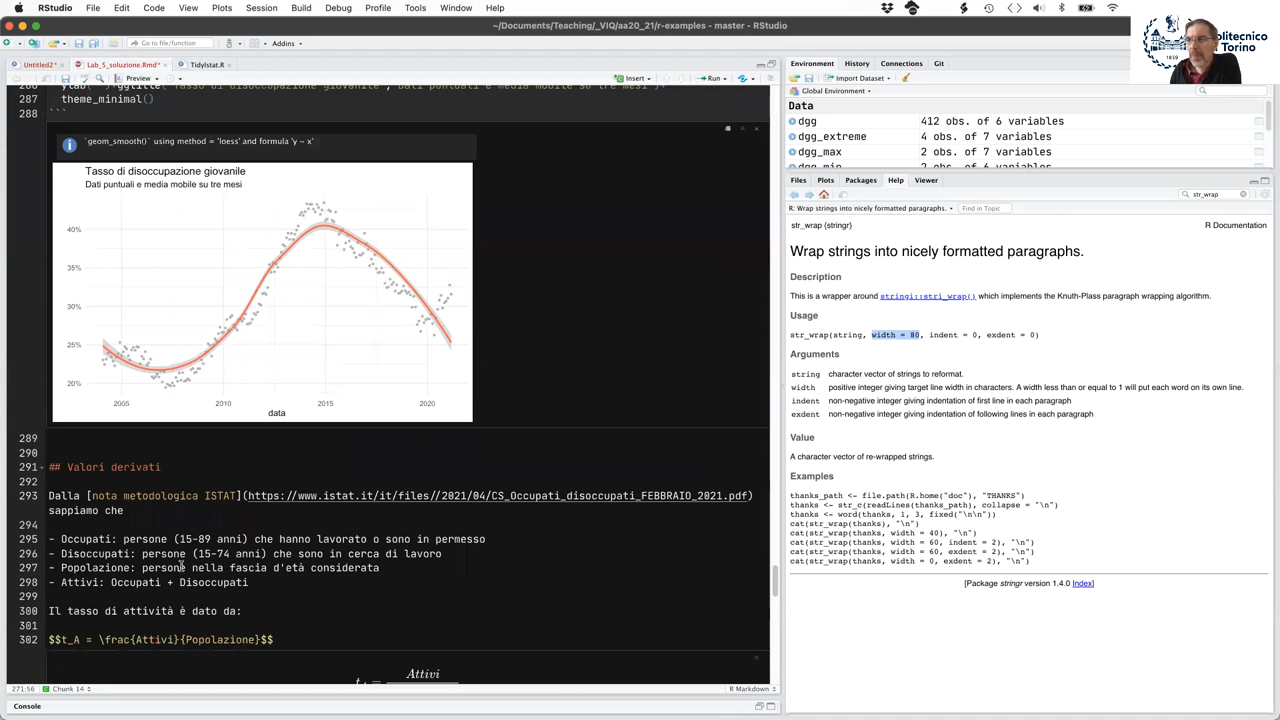 RStudio File Edit Code View Plots Session Build Debug Profile Tools Window Help
~/Documents/Teaching/_VIQ/aa20_21/r-examples - master - RStudio
Politecnico
Torino
1859
Go to file/function Addins
Untitled2* Lab_5_soluzione.Rmd* TidyIstat.R
Preview Insert Run
287 theme_minimal()
288 ```
`geom_smooth()` using method = 'loess' and formula 'y ~ x'
Tasso di disoccupazione giovanile
Dati puntuali e media mobile su tre mesi
40%
35%
30%
25%
20%
2005 2010 2015 2020
data
289
290
291 ## Valori derivati
292
293 Dalla [nota metodologica ISTAT](https://www.istat.it/it/files//2021/04/CS_Occupati_disoccupati_FEBBRAIO_2021.pdf)
sappiamo che
294
295 - Occupati: persone (15-89 anni) che hanno lavorato o sono in permesso
296 - Disoccupati: persone (15-74 anni) che sono in cerca di lavoro
297 - Popolazione: persone nella fascia d'età considerata
298 - Attivi: Occupati + Disoccupati
299
300 Il tasso di attività è dato da:
301
302 $$t_A = \frac{Attivi}{Popolazione}$$
Attivi
271:56 Chunk 14 R Markdown
Console
Environment History Connections Git
Import Dataset
Global Environment
Data
dgg 412 obs. of 6 variables
dgg_extreme 4 obs. of 7 variables
dgg_max 2 obs. of 7 variables
Files Plots Packages Help Viewer
str_wrap
R: Wrap strings into nicely formatted paragraphs. Find in Topic
str_wrap {stringr} R Documentation
Wrap strings into nicely formatted paragraphs.
Description
This is a wrapper around stringi::stri_wrap() which implements the Knuth-Plass paragraph wrapping algorithm.
Usage
str_wrap(string, width = 80, indent = 0, exdent = 0)
Arguments
string character vector of strings to reformat.
width positive integer giving target line width in characters. A width less than or equal to 1 will put each word on its own line.
indent non-negative integer giving indentation of first line in each paragraph
exdent non-negative integer giving indentation of following lines in each paragraph
Value
A character vector of re-wrapped strings.
Examples
thanks_path <- file.path(R.home("doc"), "THANKS")
thanks <- str_c(readLines(thanks_path), collapse = "\n")
thanks <- word(thanks, 1, 3, fixed("\n\n"))
cat(str_wrap(thanks), "\n")
cat(str_wrap(thanks, width = 40), "\n")
cat(str_wrap(thanks, width = 60, indent = 2), "\n")
cat(str_wrap(thanks, width = 60, exdent = 2), "\n")
cat(str_wrap(thanks, width = 0, exdent = 2), "\n")
[Package stringr version 1.4.0 Index]